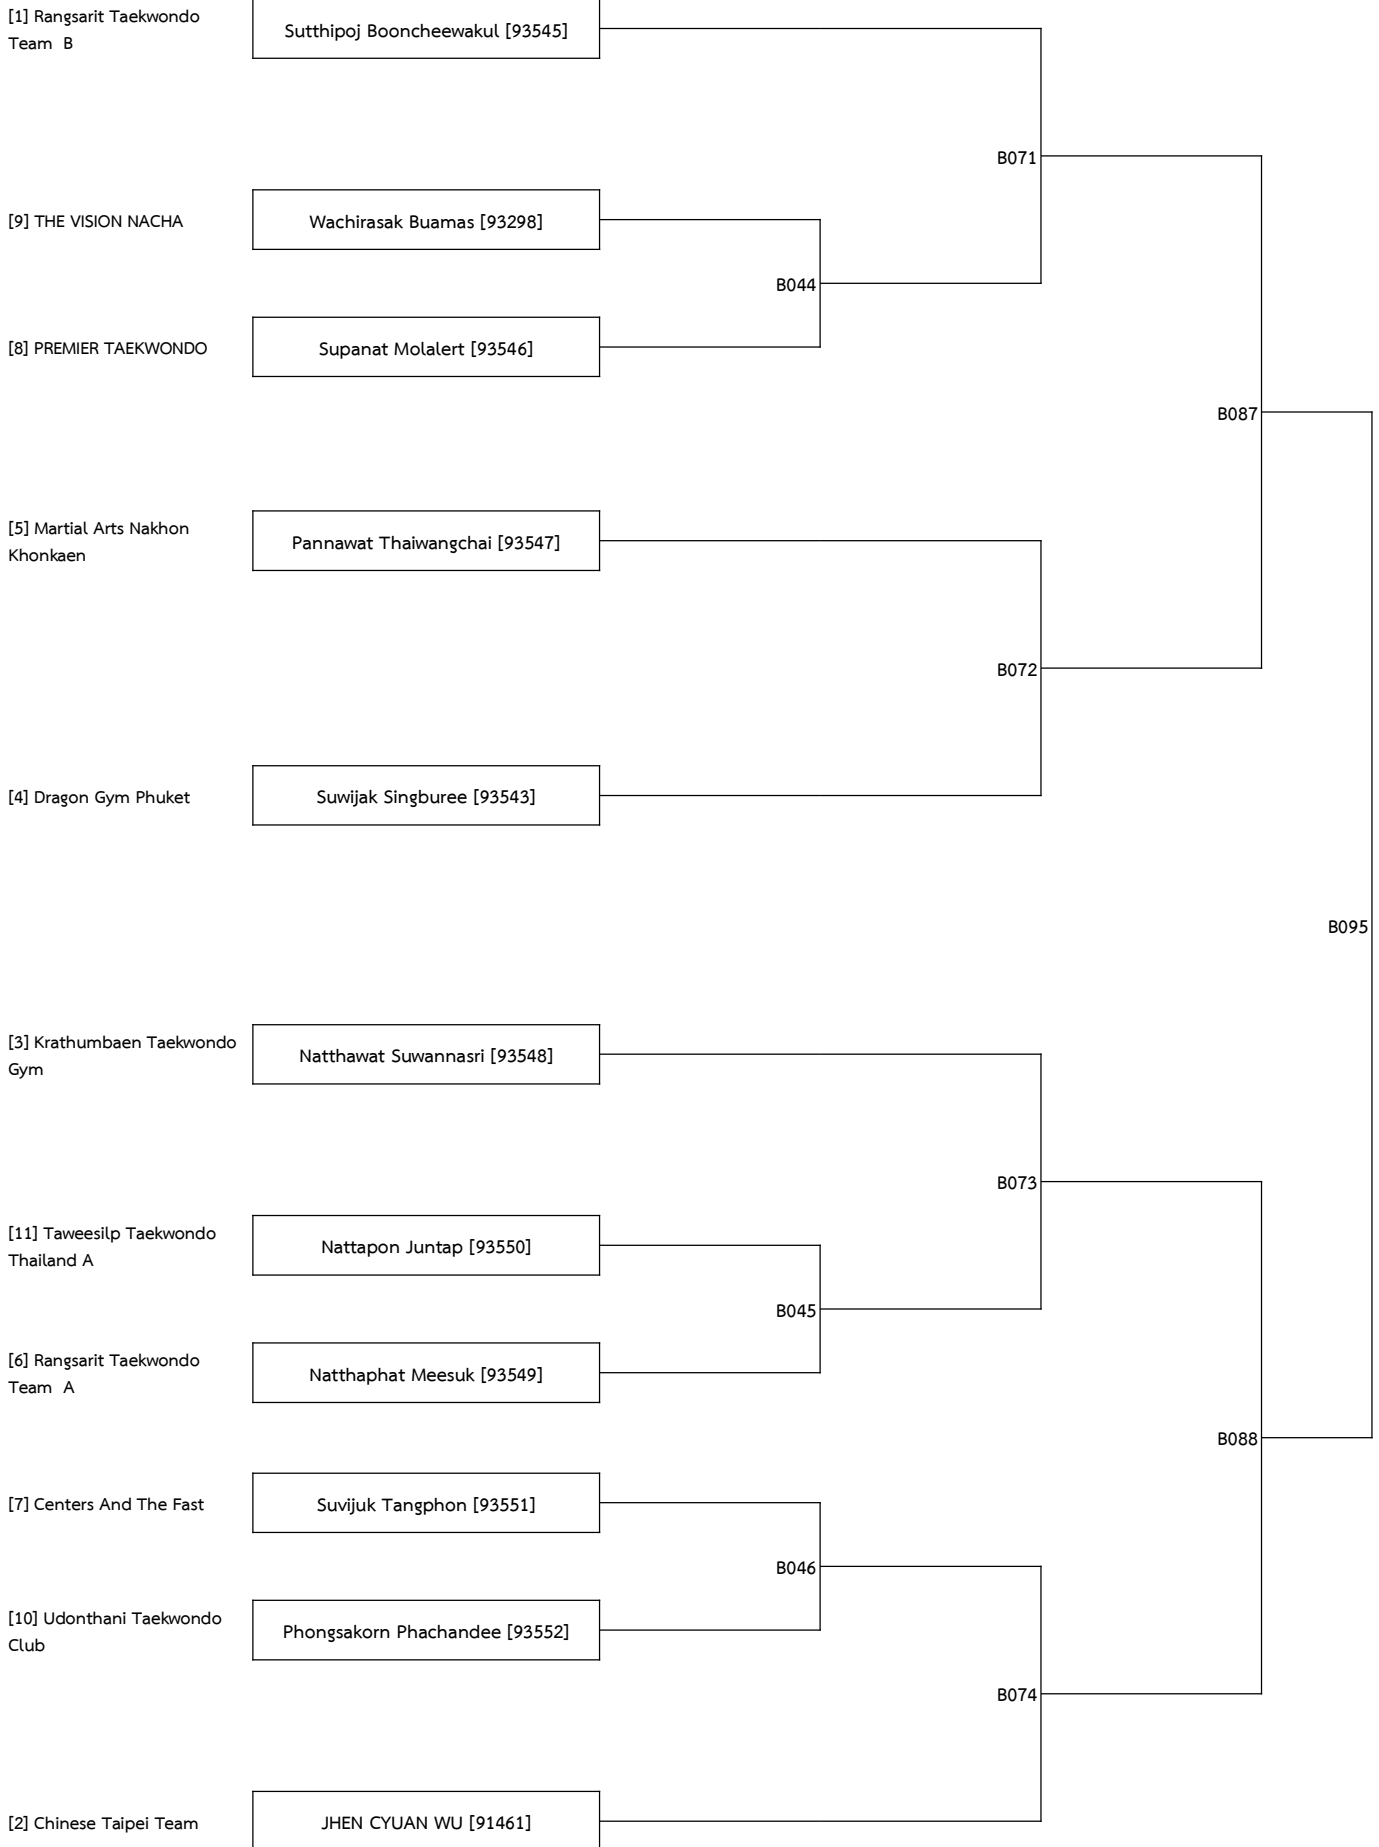 [1] Rangsarit Taekwondo
Team  B
Sutthipoj Booncheewakul [93545]
B071
[9] THE VISION NACHA
Wachirasak Buamas [93298]
B044
[8] PREMIER TAEKWONDO
Supanat Molalert [93546]
B087
[5] Martial Arts Nakhon
Khonkaen
Pannawat Thaiwangchai [93547]
B072
[4] Dragon Gym Phuket
Suwijak Singburee [93543]
B095
[3] Krathumbaen Taekwondo
Gym
Natthawat Suwannasri [93548]
B073
[11] Taweesilp Taekwondo
Thailand A
Nattapon Juntap [93550]
B045
[6] Rangsarit Taekwondo
Team  A
Natthaphat Meesuk [93549]
B088
[7] Centers And The Fast
Suvijuk Tangphon [93551]
B046
[10] Udonthani Taekwondo
Club
Phongsakorn Phachandee [93552]
B074
[2] Chinese Taipei Team
JHEN CYUAN WU [91461]